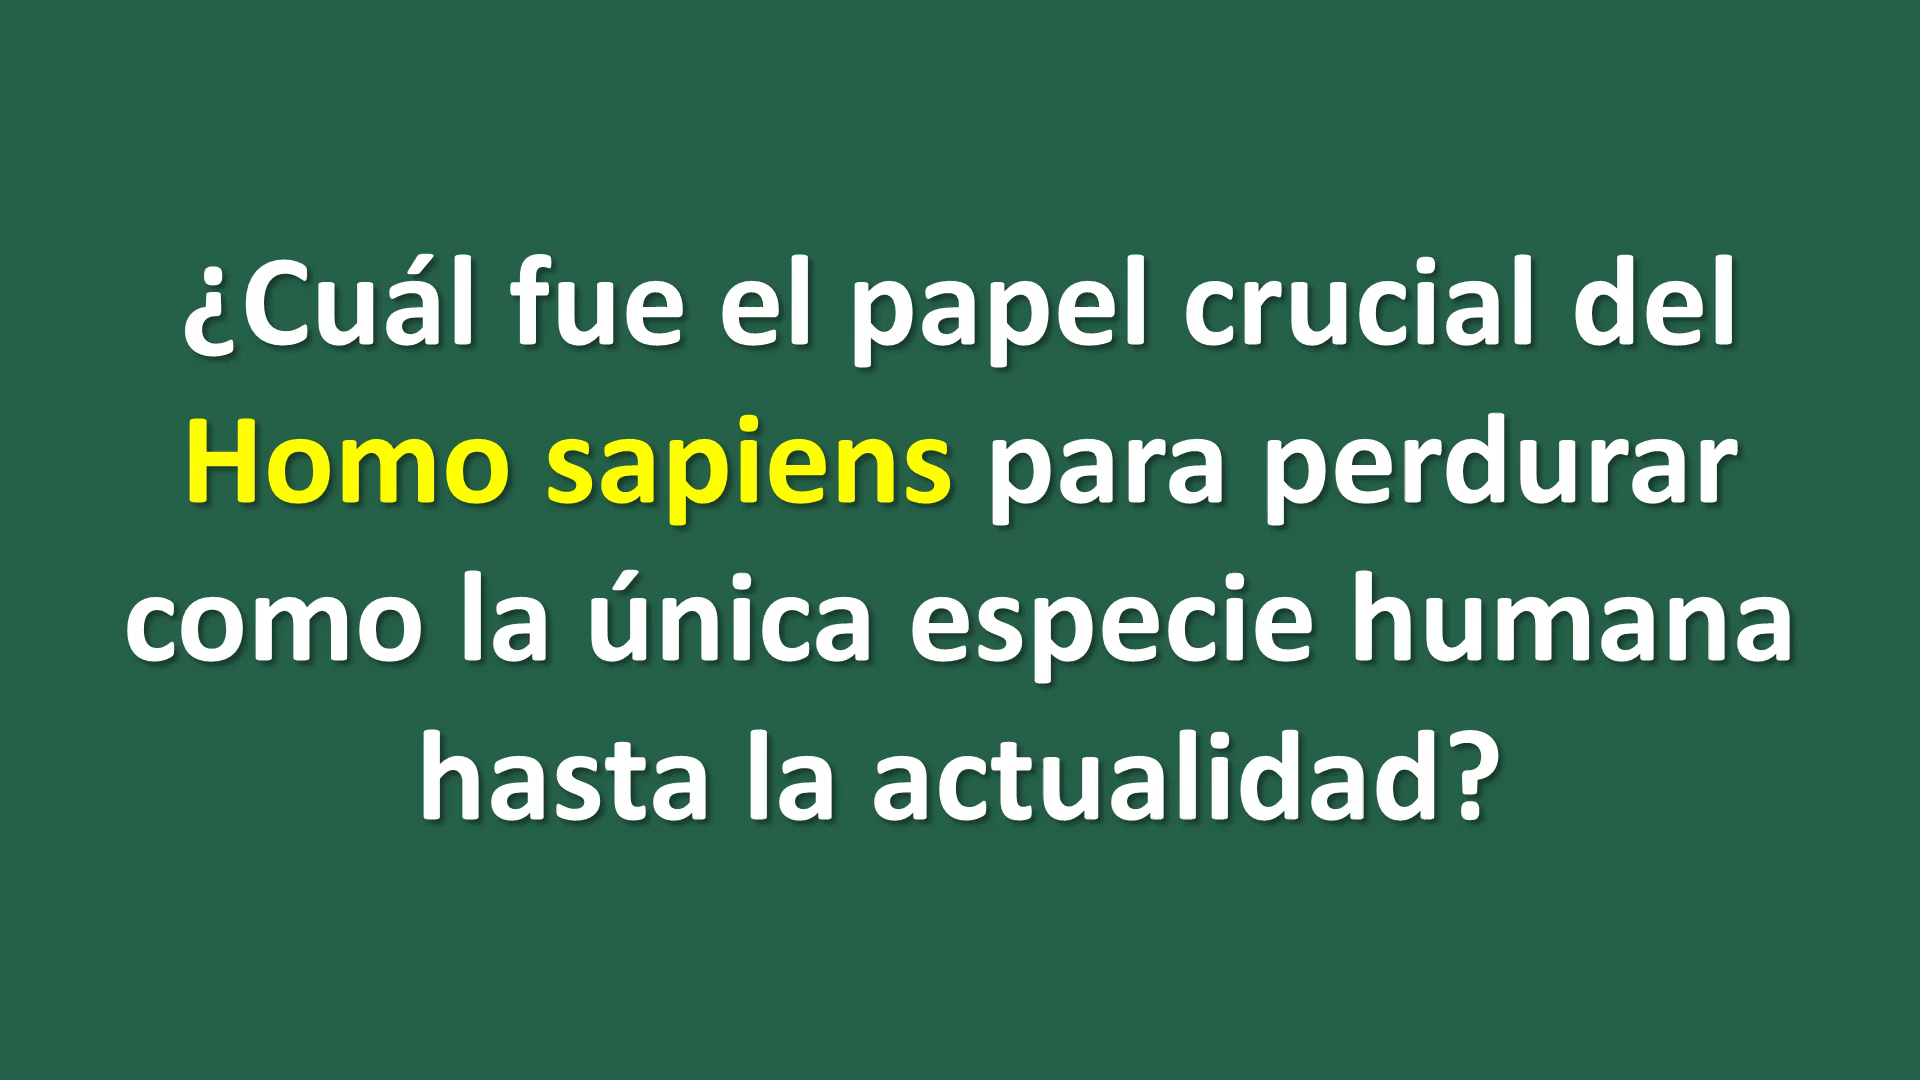 ¿Cuál fue el papel crucial del
Homo sapiens para perdurar
como la única especie humana
hasta la actualidad?